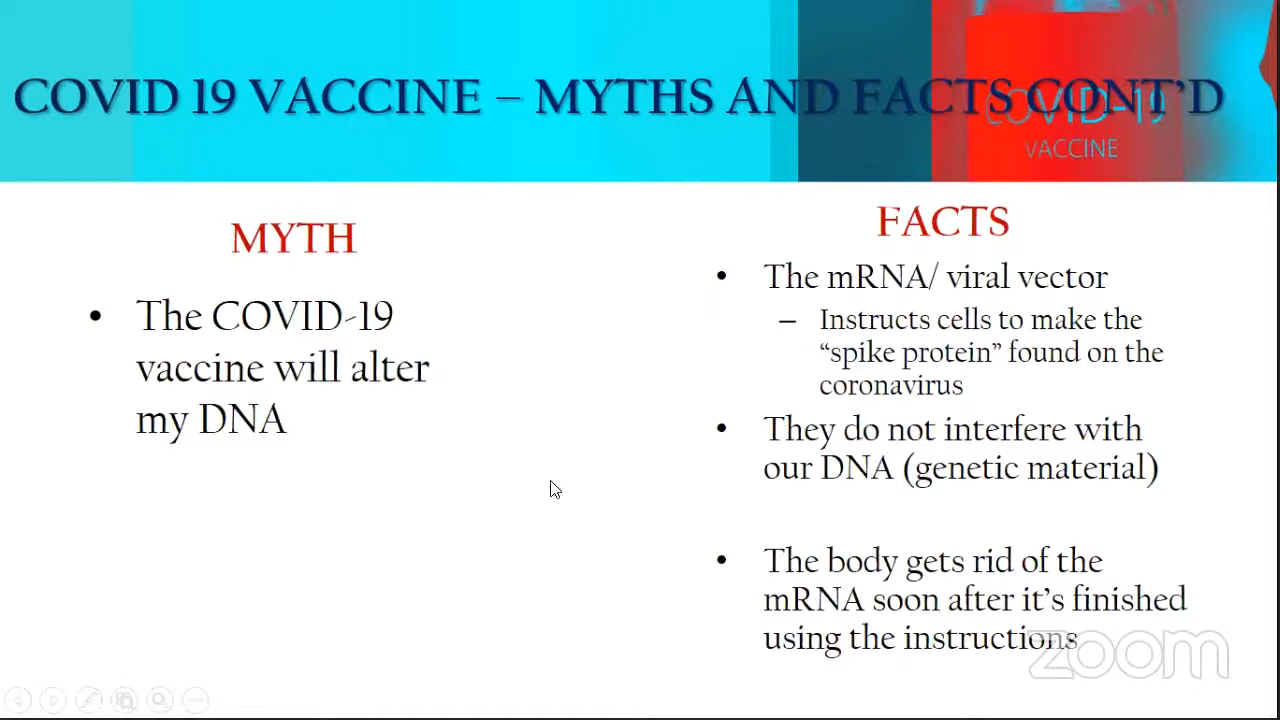 COVID 19 VACCINE – MYTHS AND FACTS CONT'D
COVID-19
VACCINE
MYTH
• The COVID-19
vaccine will alter
my DNA
FACTS
• The mRNA/ viral vector
– Instructs cells to make the
“spike protein” found on the
coronavirus
• They do not interfere with
our DNA (genetic material)
• The body gets rid of the
mRNA soon after it’s finished
using the instructions
zoom